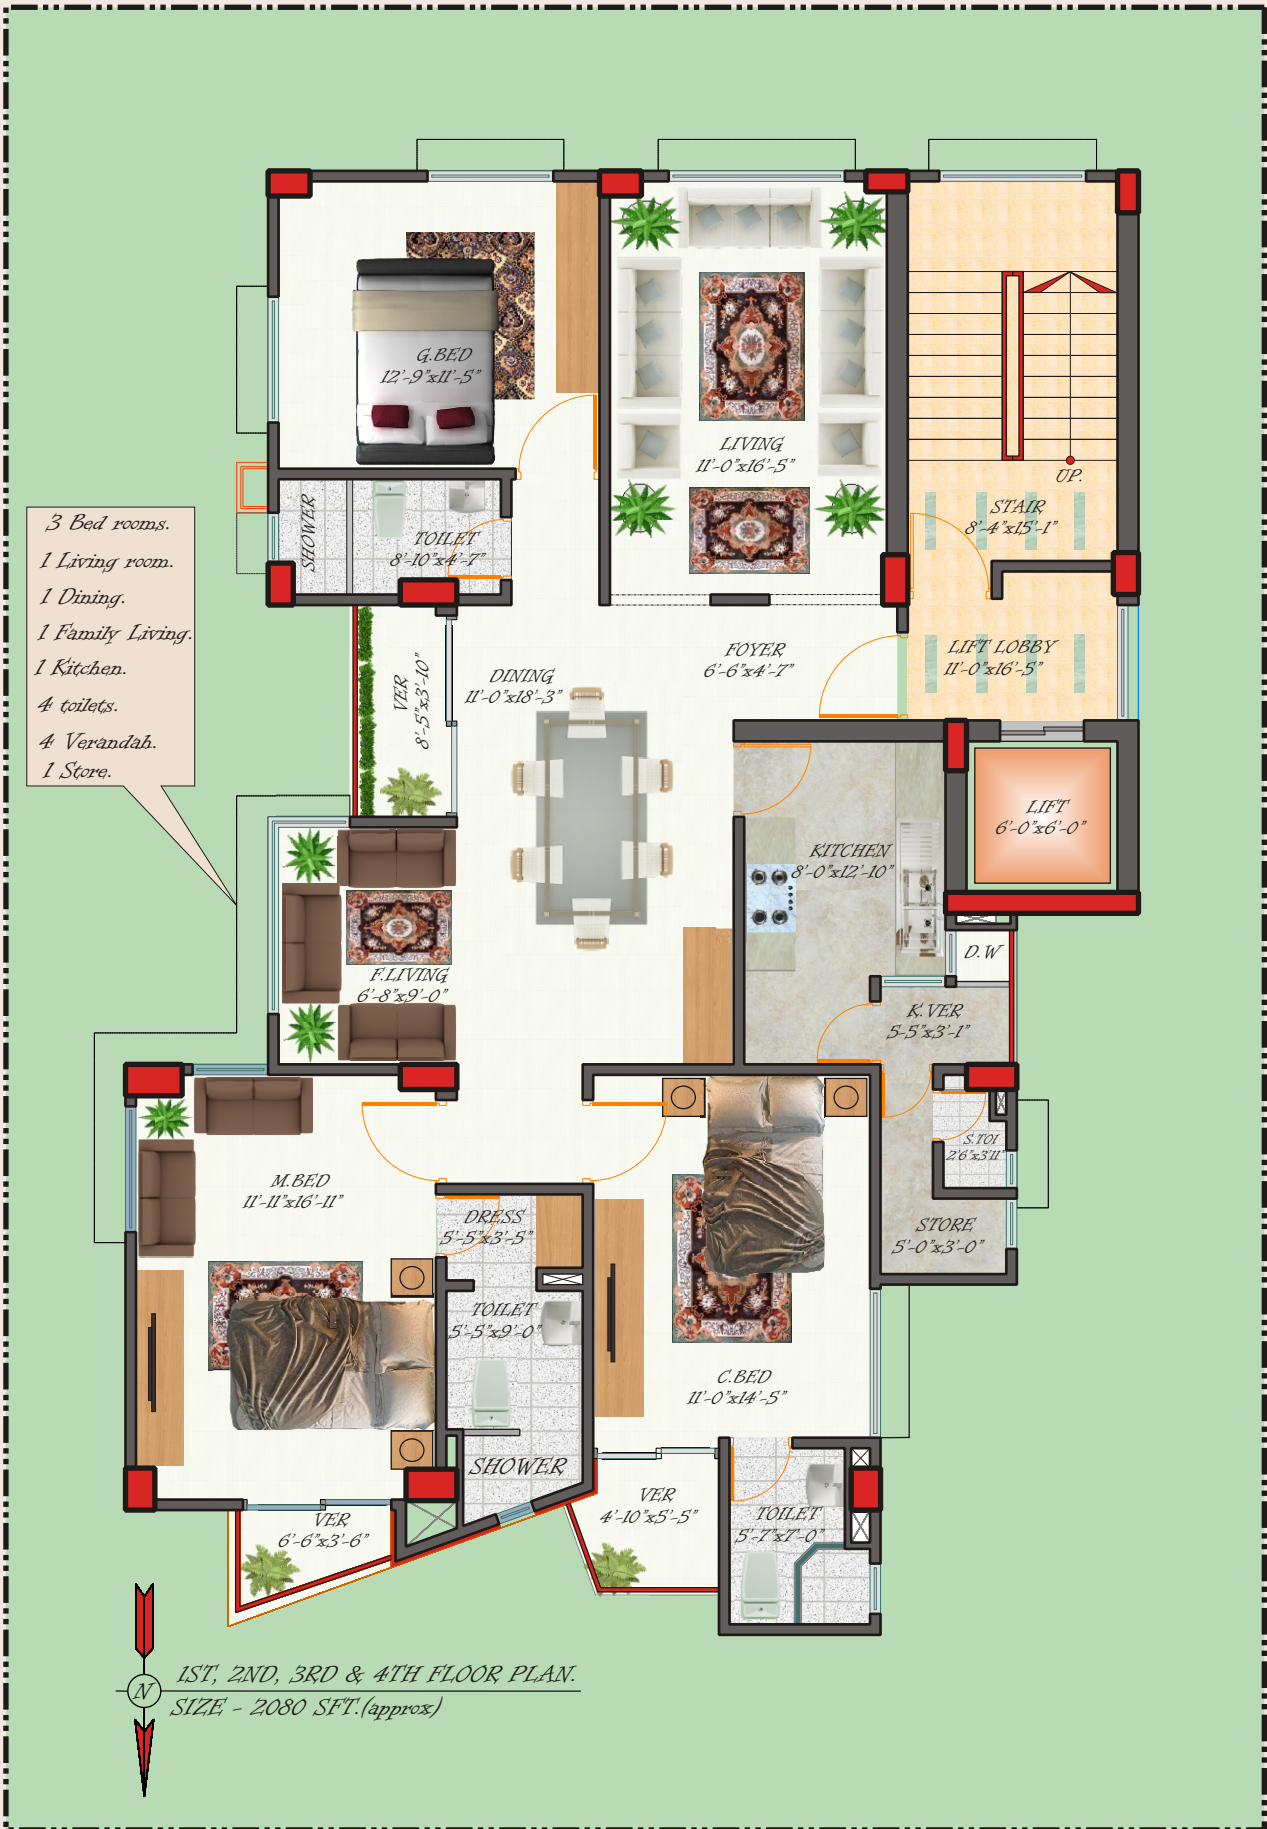 G.BED
12'-9"x11'-5"
LIVING
11'-0"x16'-5"
UP.
STAIR
8'-4"x15'-1"
SHOWER
TOILET
8'-10"x4'-7"
3 Bed rooms.
1 Living room.
1 Dining.
1 Family Living.
1 Kitchen.
4 toilets.
4 Verandah.
1 Store.
VER
8'-5"x3'-10"
DINING
11'-0"x18'-3"
FOYER
6'-6"x4'-7"
LIFT LOBBY
11'-0"x16'-5"
LIFT
6'-0"x6'-0"
KITCHEN
8'-0"x12'-10"
D.W
F.LIVING
6'-8"x9'-0"
K.VER
5-5"x3'-1"
S.TOI
2'6"x3'11"
M.BED
11'-11"x16'-11"
DRESS
5'-5"x3'-5"
STORE
5'-0"x3'-0"
TOILET
5'-5"x9'-0"
C.BED
11'-0"x14'-5"
SHOWER
VER
4'-10"x5'-5"
TOILET
5'-7"x7'-0"
VER
6'-6"x3'-6"
N
1ST, 2ND, 3RD & 4TH FLOOR PLAN.
SIZE - 2080 SFT.(approx)